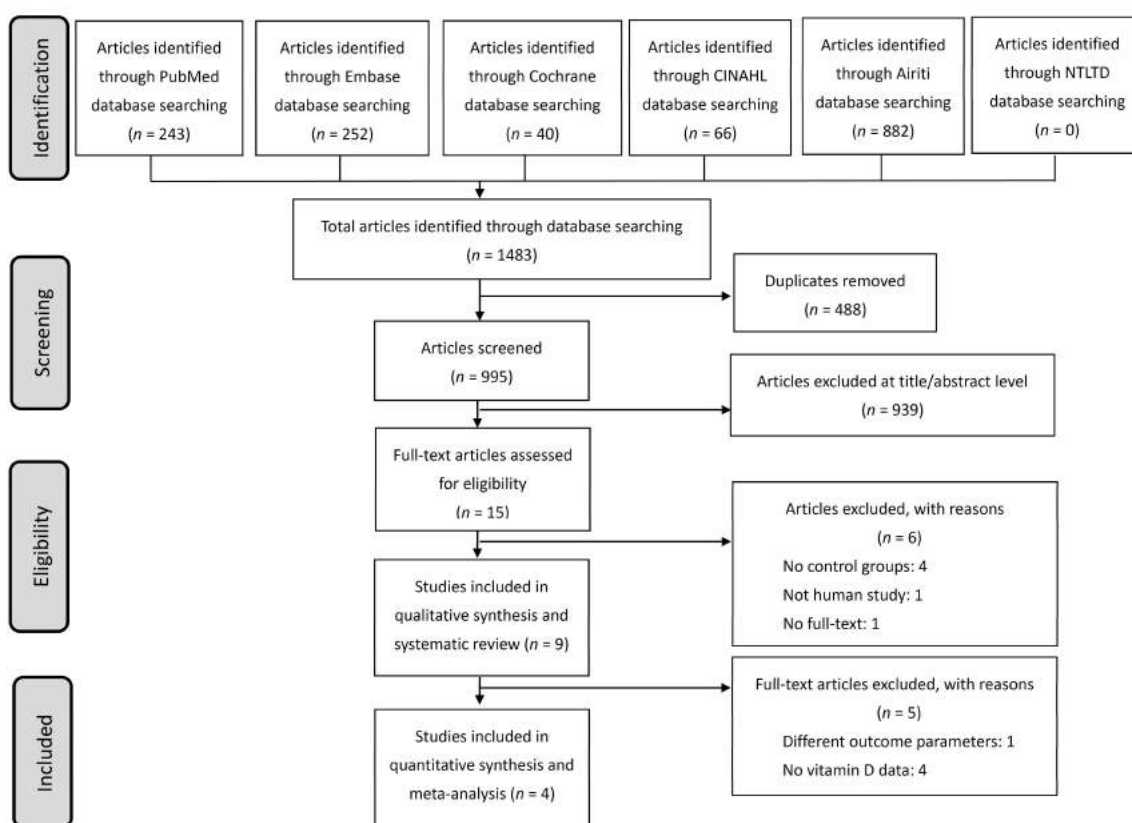 Identification
Articles identified
through PubMed
database searching
(n = 243)
Articles identified
through Embase
database searching
(n = 252)
Articles identified
through Cochrane
database searching
(n = 40)
Articles identified
through CINAHL
database searching
(n = 66)
Articles identified
through Airiti
database searching
(n = 882)
Articles identified
through NTLTD
database searching
(n = 0)
Total articles identified through database searching
(n = 1483)
Screening
Duplicates removed
(n = 488)
Articles screened
(n = 995)
Articles excluded at title/abstract level
(n = 939)
Eligibility
Full-text articles assessed
for eligibility
(n = 15)
Articles excluded, with reasons
(n = 6)
No control groups: 4
Not human study: 1
No full-text: 1
Studies included in
qualitative synthesis and
systematic review (n = 9)
Full-text articles excluded, with reasons
(n = 5)
Different outcome parameters: 1
No vitamin D data: 4
Included
Studies included in
quantitative synthesis and
meta-analysis (n = 4)